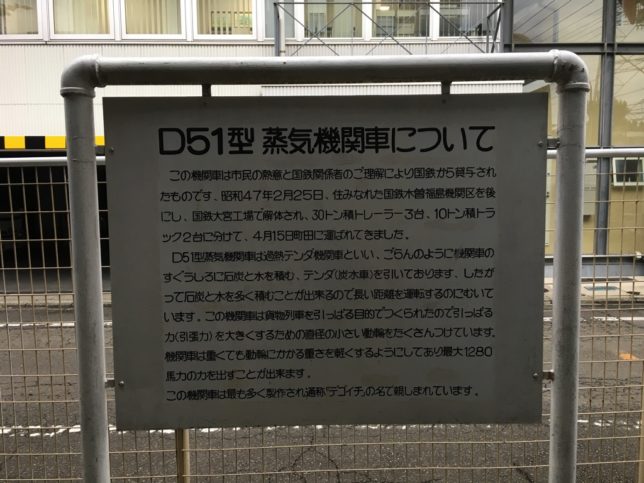 D51型 蒸気機関車について
この機関車は市民の熱意と国鉄関係者のご理解により国鉄から貸与され
たものです。昭和47年2月25日、住みなれた国鉄木曽福島機関区を後
にし、国鉄大宮工場で解体され、30トン積トレーラー3台、10トン積トラ
ック2台に分けて、4月15日町田に運ばれてきました。
D51型蒸気機関車は過熱テンダ機関車といい、ごらんのように機関車の
すぐうしろに石炭と水を積む、テンダ(炭水車)を引いております。したが
って石炭と水を多く積むことが出来るので長い距離を運転するのにむいて
います。この機関車は貨物列車を引っぱる目的でつくられたので引っぱる
力(引張力)を大きくするための直径の小さい動輪をたくさんつけています。
機関車は重くても動輪にかかる重さを軽くするようにしてあり最大1280
馬力の力を出すことが出来ます。
この機関車は最も多く製作され通称「デゴイチ」の名で親しまれています。